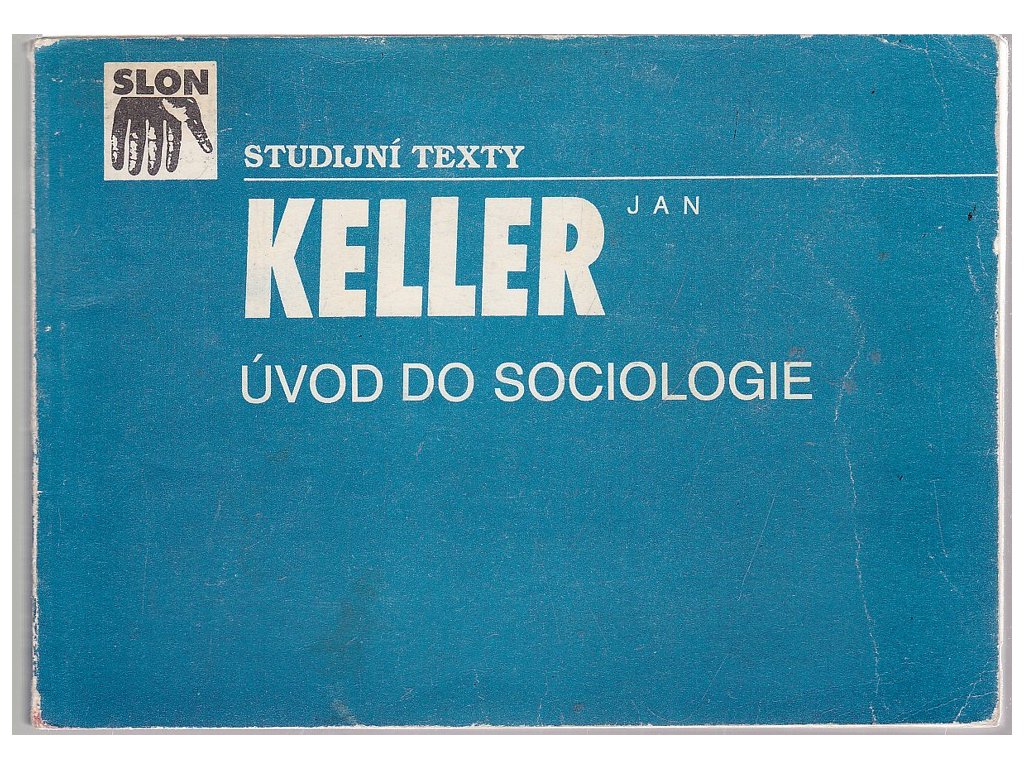 SLON
STUDIJNÍ TEXTY
KELLER JAN
ÚVOD DO SOCIOLOGIE